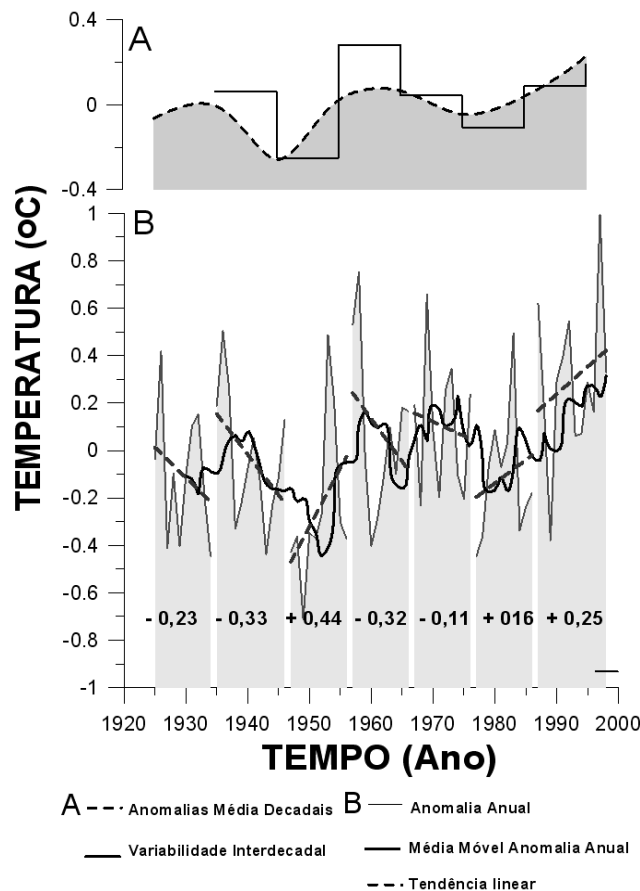 A
0.4
0
-0.4
TEMPERATURA (oC)
B
1
0.8
0.6
0.4
0.2
0
-0.2
-0.4
-0.6
-0.8
-1
- 0,23 - 0,33 + 0,44 - 0,32 - 0,11 + 016 + 0,25
1920 1930 1940 1950 1960 1970 1980 1990 2000
TEMPO (Ano)
A Anomalias Média Decadais
Variabilidade Interdecadal
B Anomalia Anual
Média Móvel Anomalia Anual
Tendência linear